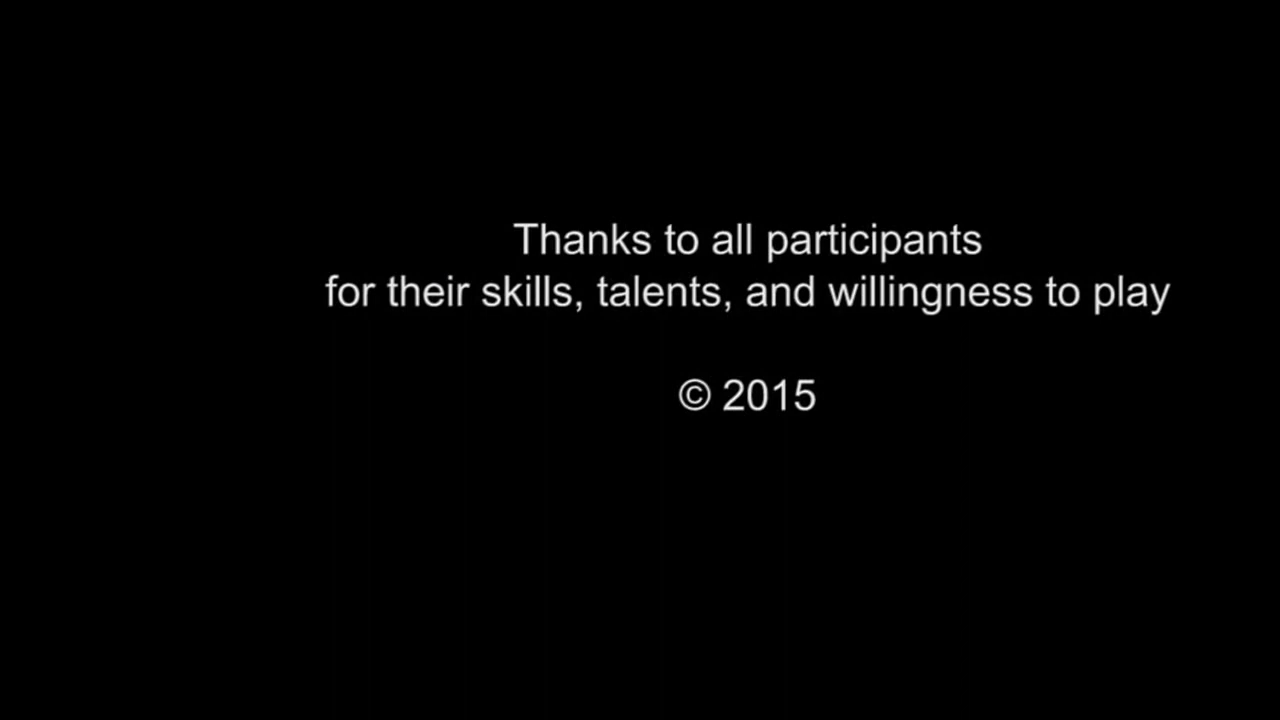 Thanks to all participants
for their skills, talents, and willingness to play
© 2015